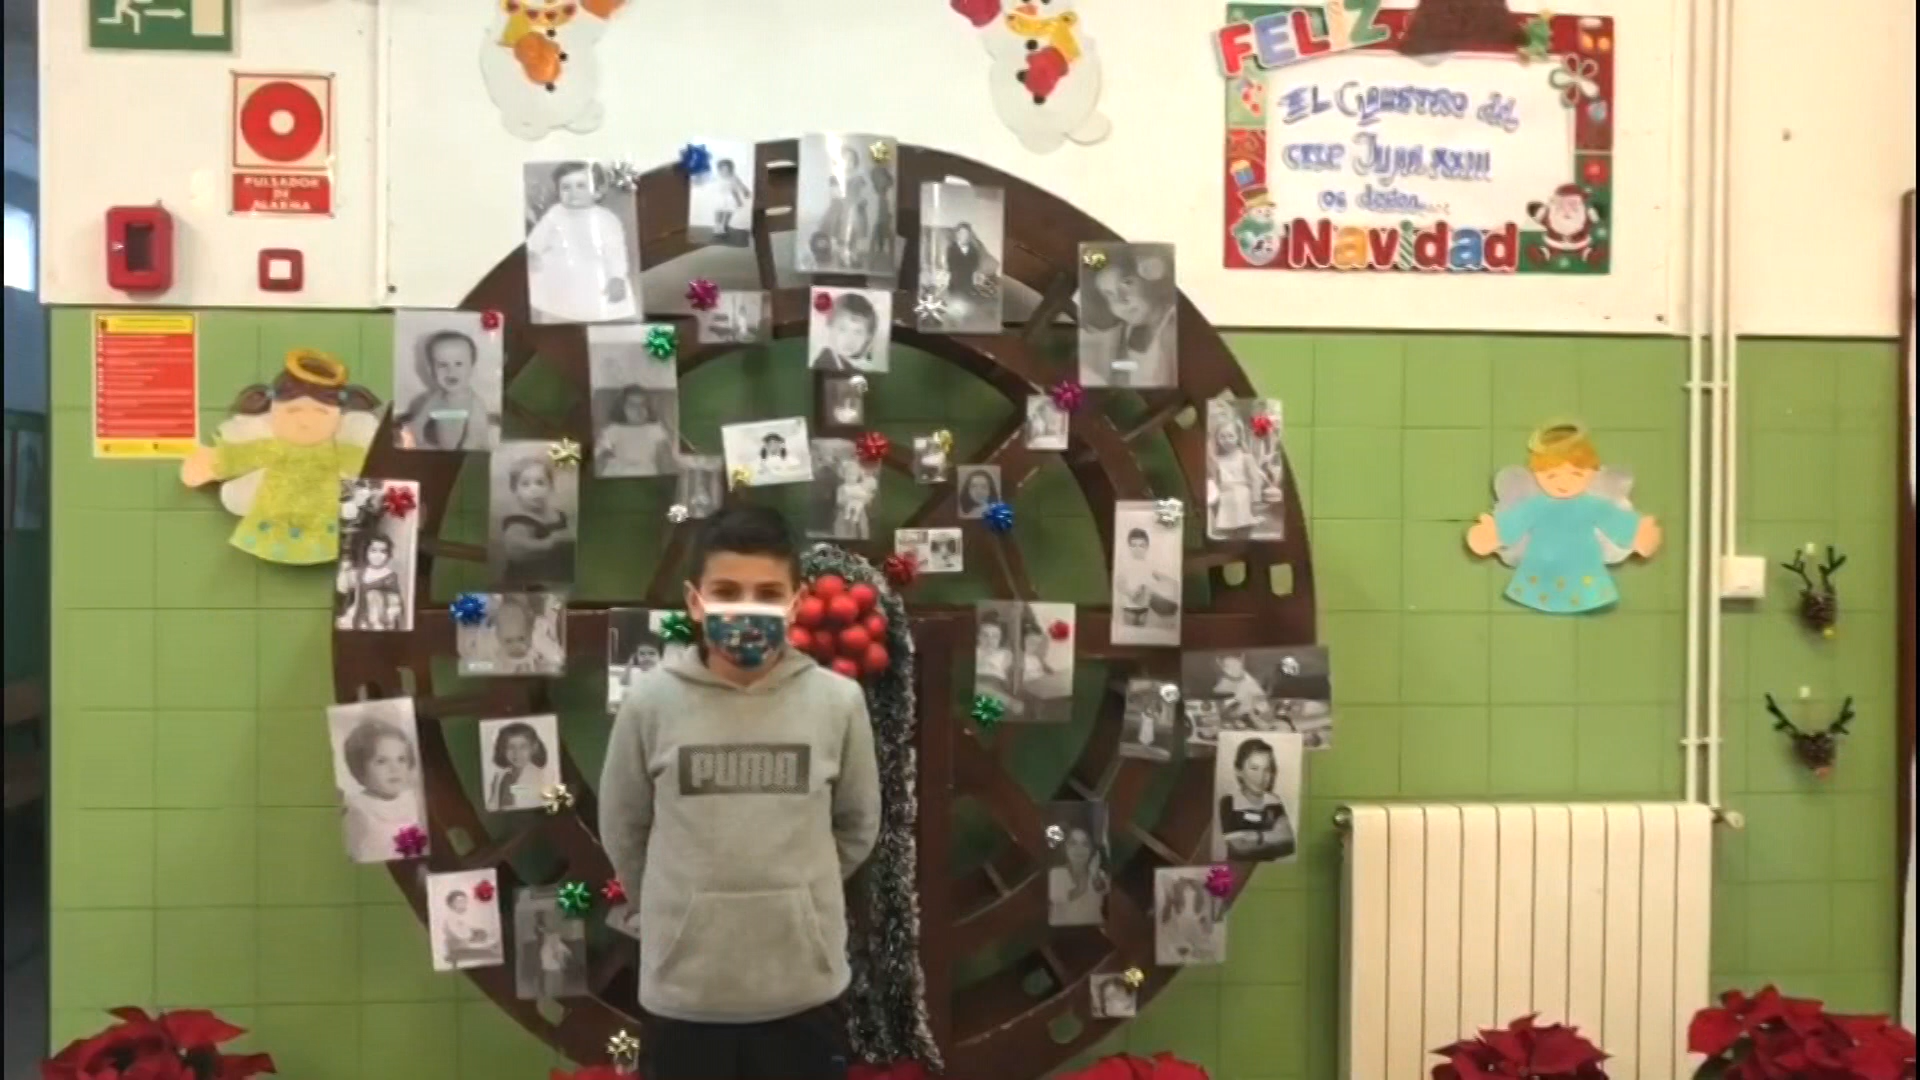 PULSADOR
DE
ALARMA
FELIZ
EL Claustro del
CEIP Juan XXIII
os desea
Navidad
PUMA